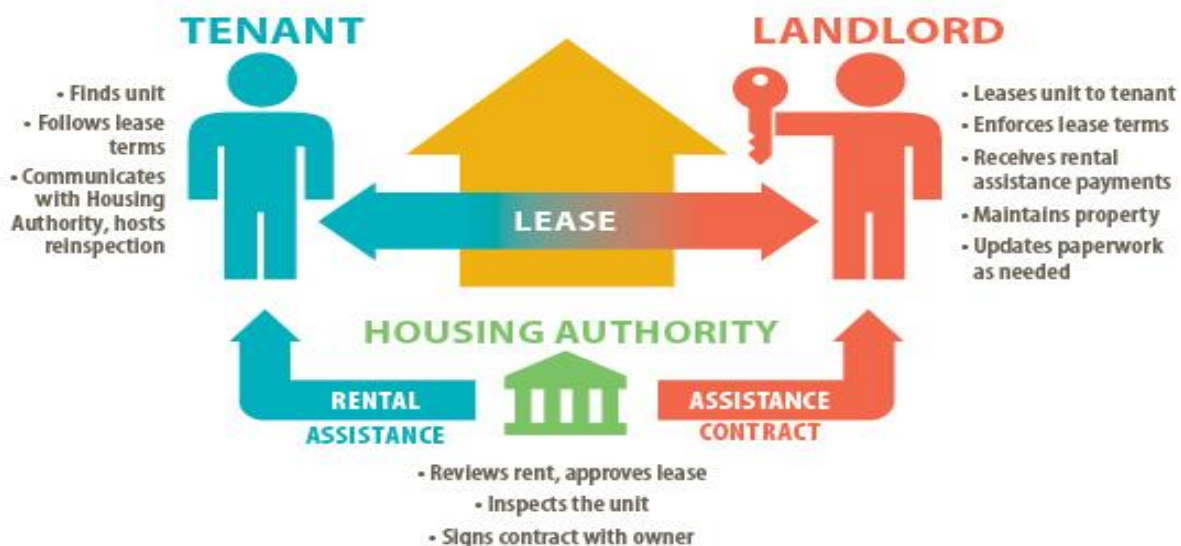 TENANT
• Finds unit
• Follows lease
terms
• Communicates
with Housing
Authority, hosts
reinspection
LANDLORD
• Leases unit to tenant
• Enforces lease terms
• Receives rental
assistance payments
• Maintains property
• Updates paperwork
as needed
LEASE
HOUSING AUTHORITY
RENTAL
ASSISTANCE
ASSISTANCE
CONTRACT
• Reviews rent, approves lease
• Inspects the unit
• Signs contract with owner